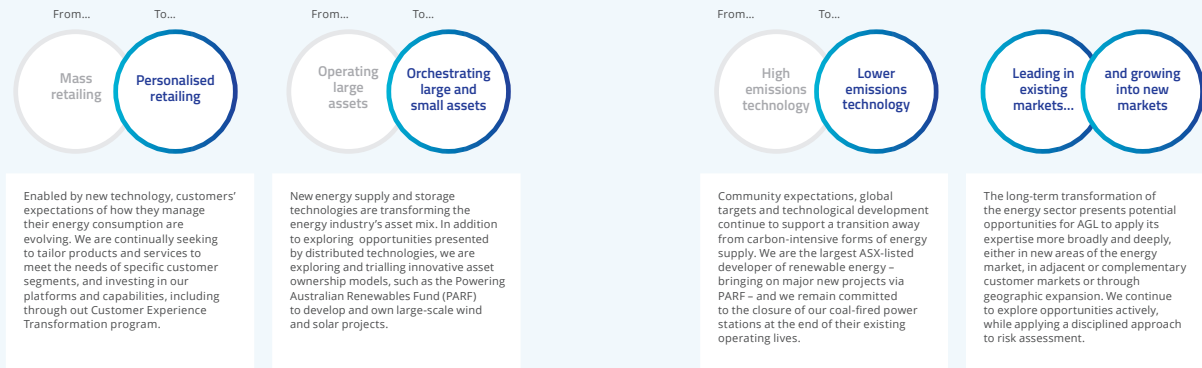 From...
To...
Mass
retailing
Personalised
retailing
Enabled by new technology, customers’
expectations of how they manage
their energy consumption are
evolving. We are continually seeking
to tailor products and services to
meet the needs of specific customer
segments, and investing in our
platforms and capabilities, including
through out Customer Experience
Transformation program.
From...
To...
Operating
large
assets
Orchestrating
large and
small assets
New energy supply and storage
technologies are transforming the
energy industry’s asset mix. In addition
to exploring opportunities presented
by distributed technologies, we are
exploring and trialling innovative asset
ownership models, such as the Powering
Australian Renewables Fund (PARF)
to develop and own large-scale wind
and solar projects.
From...
To...
High
emissions
technology
Lower
emissions
technology
Community expectations, global
targets and technological development
continue to support a transition away
from carbon-intensive forms of energy
supply. We are the largest ASX-listed
developer of renewable energy –
bringing on major new projects via
PARF – and we remain committed
to the closure of our coal-fired power
stations at the end of their existing
operating lives.
Leading in
existing
markets...
and growing
into new
markets
The long-term transformation of
the energy sector presents potential
opportunities for AGL to apply its
expertise more broadly and deeply,
either in new areas of the energy
market, in adjacent or complementary
customer markets or through
geographic expansion. We continue
to explore opportunities actively,
while applying a disciplined approach
to risk assessment.